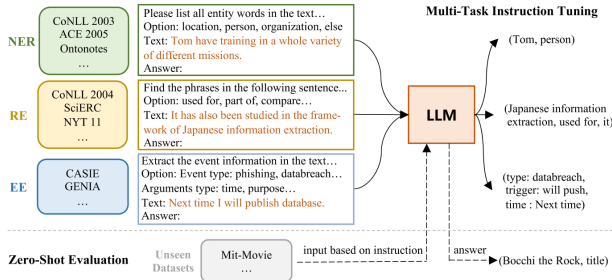 Multi-Task Instruction Tuning
NER
CoNLL 2003
ACE 2005
Ontonotes
…
Please list all entity words in the text…
Option: location, person, organization, else
Text: Tom have training in a whole variety
of different missions.
Answer:
(Tom, person)
RE
CoNLL 2004
SciERC
NYT 11
…
Find the phrases in the following sentence...
Option: used for, part of, compare…
Text: It has also been studied in the frame-
work of Japanese information extraction.
Answer:
LLM
(Japanese information
extraction, used for, it)
EE
CASIE
GENIA
…
Extract the event information in the text…
Option: Event type: phishing, databreach…
Arguments type: time, purpose…
Text: Next time I will publish database.
Answer:
(type: databreach,
trigger: will push,
time : Next time)
Zero-Shot Evaluation
Unseen
Datasets
Mit-Movie
…
input based on instruction
answer
(Bocchi the Rock, title)